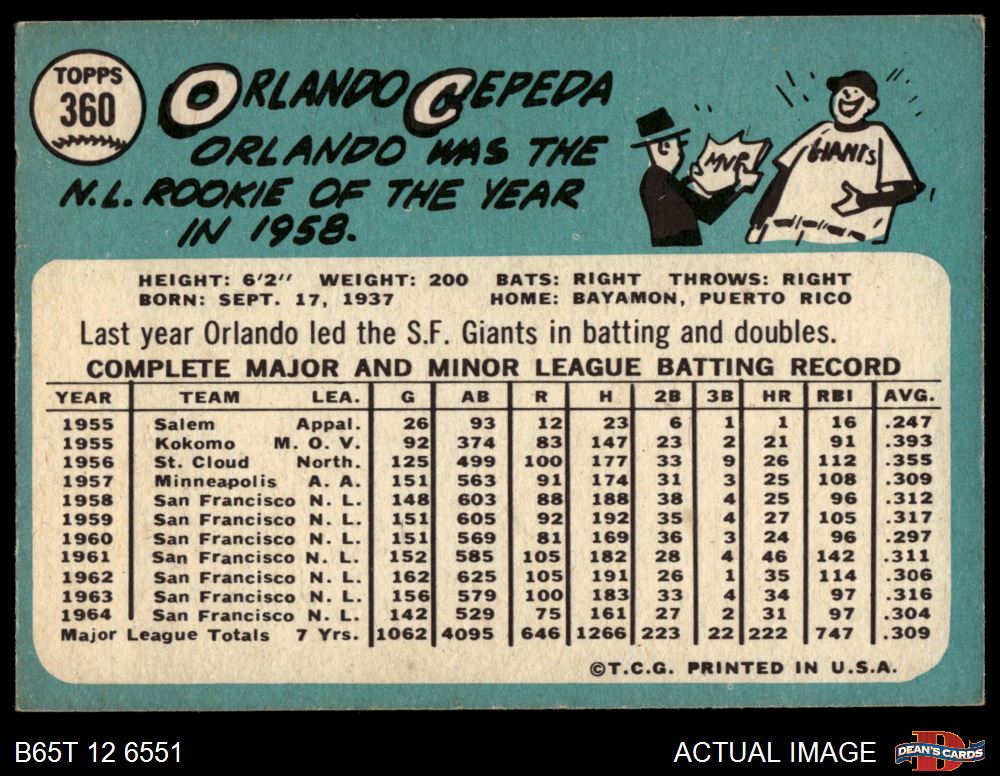 TOPPS
360
ORLANDO CEPEDA
ORLANDO WAS THE
N.L. ROOKIE OF THE YEAR
IN 1958.
MVP
GIANTS
HEIGHT: 6'2" WEIGHT: 200 BATS: RIGHT THROWS: RIGHT
BORN: SEPT. 17, 1937 HOME: BAYAMON, PUERTO RICO
Last year Orlando led the S.F. Giants in batting and doubles.
COMPLETE MAJOR AND MINOR LEAGUE BATTING RECORD
YEAR TEAM LEA. G AB R H 2B 3B HR RBI AVG.
1955 Salem Appal. 26 93 12 23 6 1 1 16 .247
1955 Kokomo M. O. V. 92 374 83 147 23 2 21 91 .393
1956 St. Cloud North. 125 499 100 177 33 9 26 112 .355
1957 Minneapolis A. A. 151 563 91 174 31 3 25 108 .309
1958 San Francisco N. L. 148 603 88 188 38 4 25 96 .312
1959 San Francisco N. L. 151 605 92 192 35 4 27 105 .317
1960 San Francisco N. L. 151 569 81 169 36 3 24 96 .297
1961 San Francisco N. L. 152 585 105 182 28 4 46 142 .311
1962 San Francisco N. L. 162 625 105 191 26 1 35 114 .306
1963 San Francisco N. L. 156 579 100 183 33 4 34 97 .316
1964 San Francisco N. L. 142 529 75 161 27 2 31 97 .304
Major League Totals 7 Yrs. 1062 4095 646 1266 223 22 222 747 .309
©T.C.G. PRINTED IN U.S.A.
B65T 12 6551 ACTUAL IMAGE
D
DEAN'S CARDS